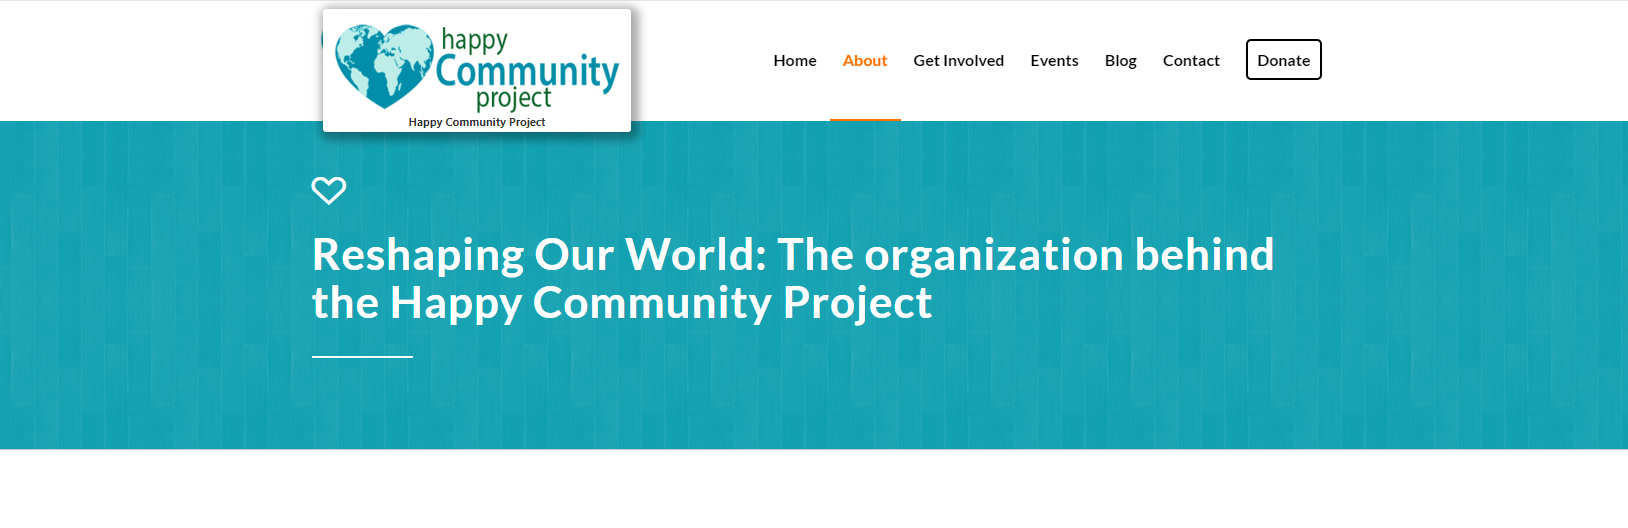 happy
Community
project
Happy Community Project
Home About Get Involved Events Blog Contact Donate
Reshaping Our World: The organization behind
the Happy Community Project